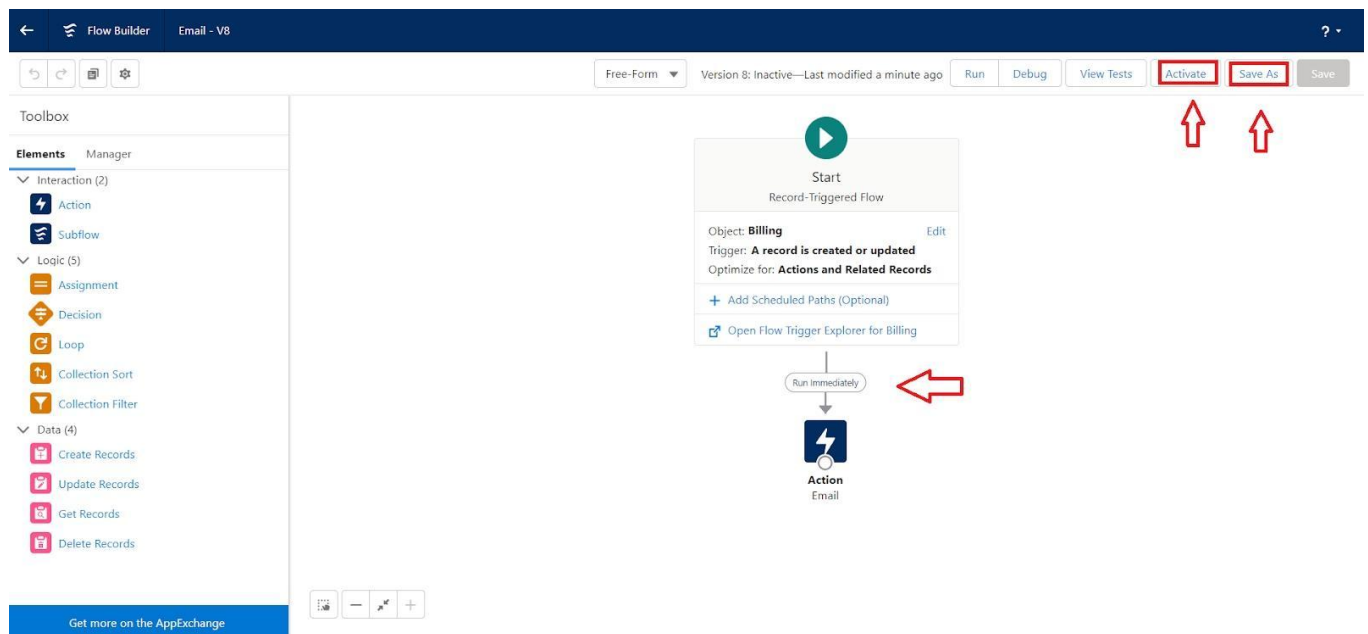 Flow Builder Email - V8 ?
Free-Form Version 8: Inactive—Last modified a minute ago Run Debug View Tests Activate Save As Save
Toolbox
Elements Manager
Interaction (2)
Action
Subflow
Logic (5)
Assignment
Decision
Loop
Collection Sort
Collection Filter
Data (4)
Create Records
Update Records
Get Records
Delete Records
Get more on the AppExchange
Start
Record-Triggered Flow
Object: Billing Edit
Trigger: A record is created or updated
Optimize for: Actions and Related Records
+ Add Scheduled Paths (Optional)
Open Flow Trigger Explorer for Billing
Run Immediately
Action
Email